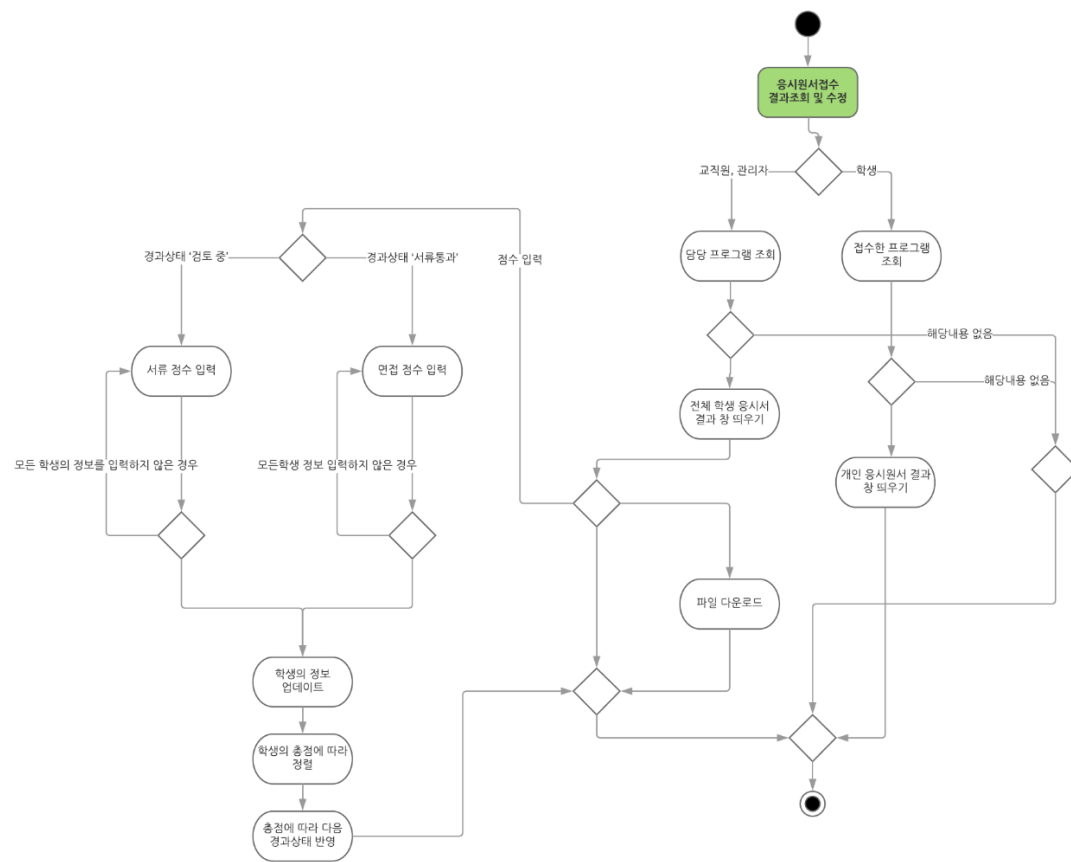 응시원서접수
결과조회 및 수정
교직원, 관리자
학생
담당 프로그램 조회
접수한 프로그램
조회
경과상태 '검토 중'
경과상태 '서류통과'
점수 입력
해당내용 없음
해당내용 없음
서류 점수 입력
면접 점수 입력
전체 학생 응시서
결과 창 띄우기
모든 학생의 정보를 입력하지 않은 경우
모든학생 정보 입력하지 않은 경우
개인 응시원서 결과
창 띄우기
파일 다운로드
학생의 정보
업데이트
학생의 총점에 따라
정렬
총점에 따라 다음
경과상태 반영